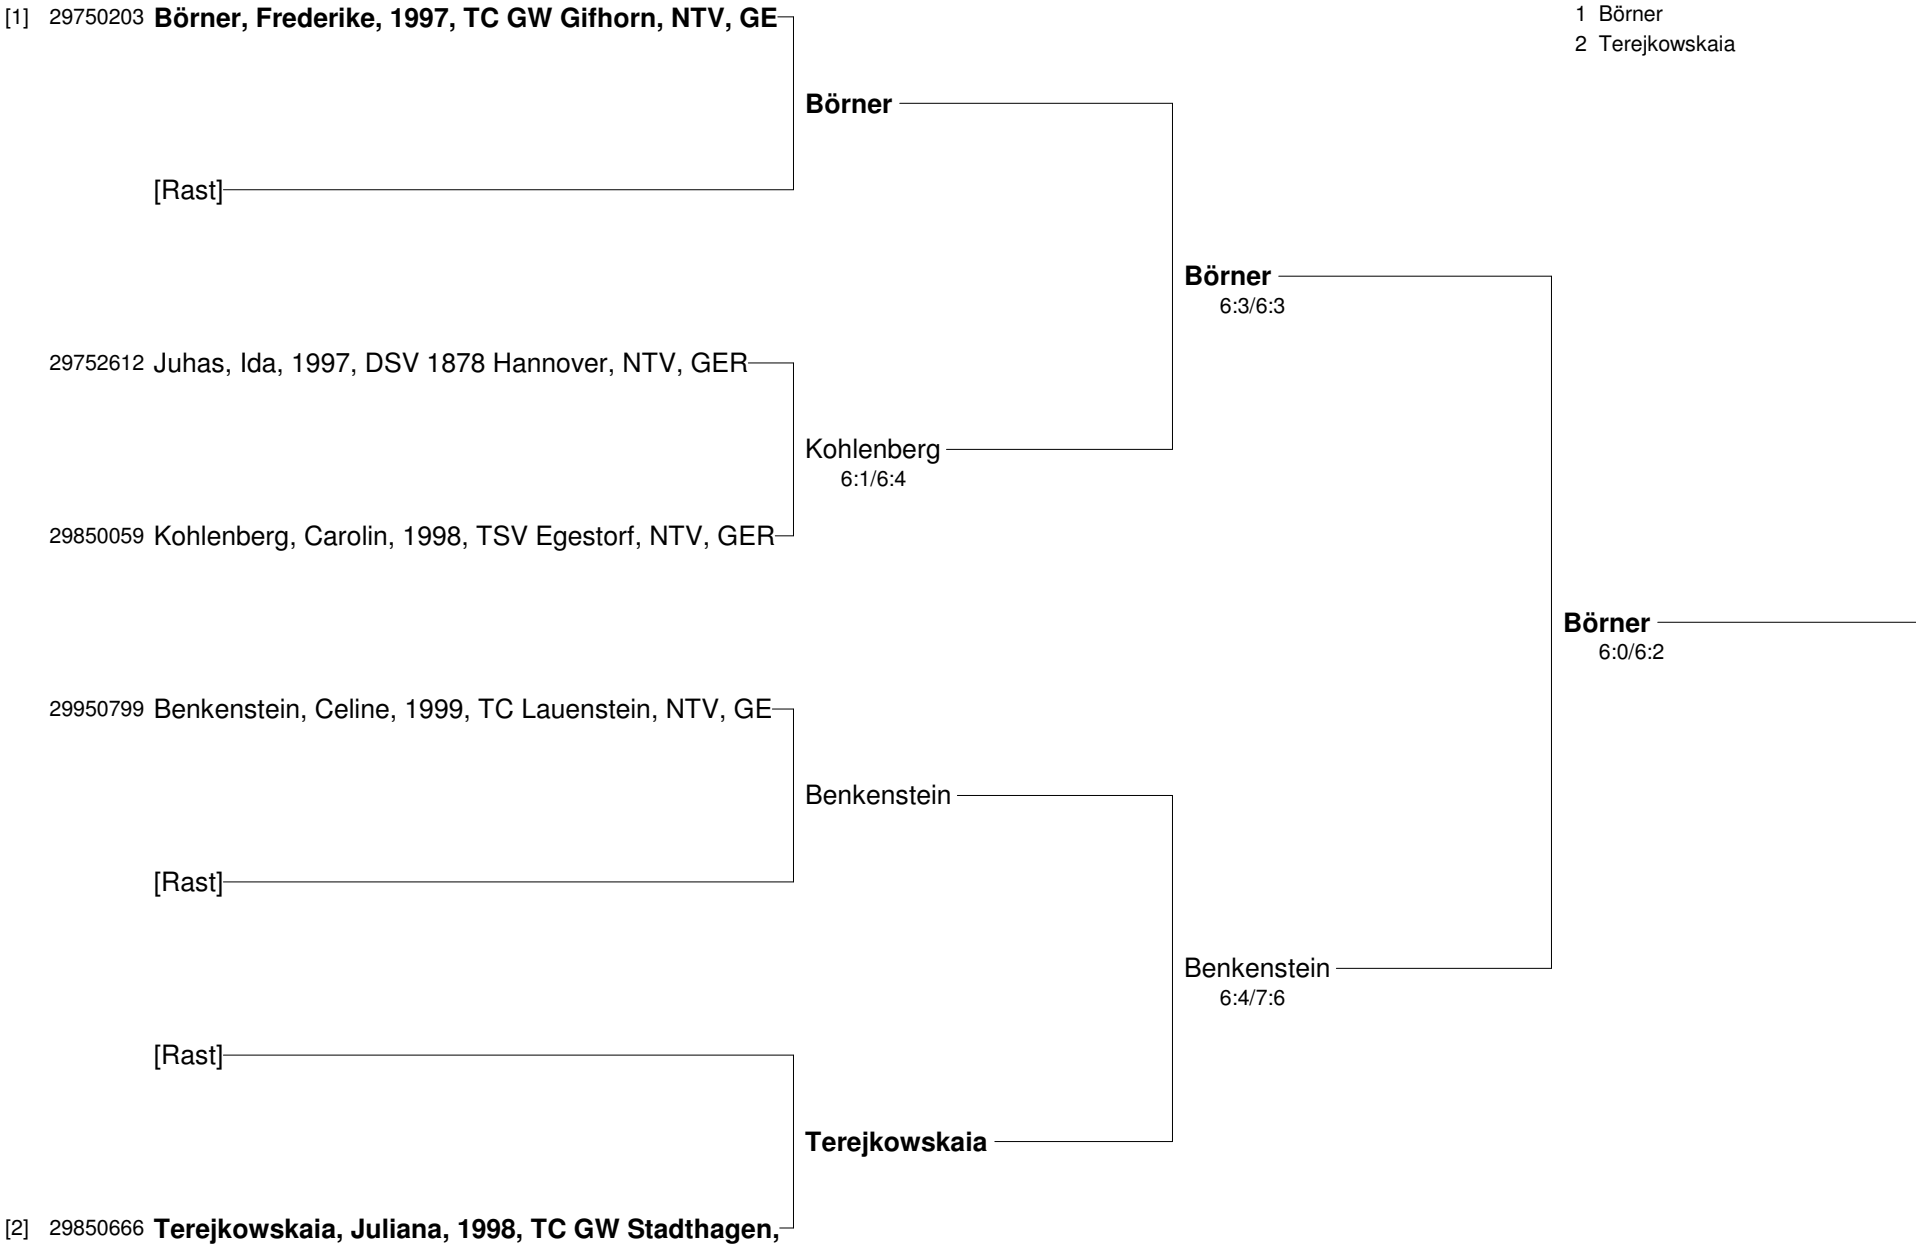 [1] 29750203 Börner, Frederike, 1997, TC GW Gifhorn, NTV, GE
1 Börner
2 Terejkowskaia
Börner
[Rast]
Börner
6:3/6:3
29752612 Juhas, Ida, 1997, DSV 1878 Hannover, NTV, GER
Kohlenberg
6:1/6:4
29850059 Kohlenberg, Carolin, 1998, TSV Egestorf, NTV, GER
Börner
6:0/6:2
29950799 Benkenstein, Celine, 1999, TC Lauenstein, NTV, GE
Benkenstein
[Rast]
Benkenstein
6:4/7:6
[Rast]
Terejkowskaia
[2] 29850666 Terejkowskaia, Juliana, 1998, TC GW Stadthagen,